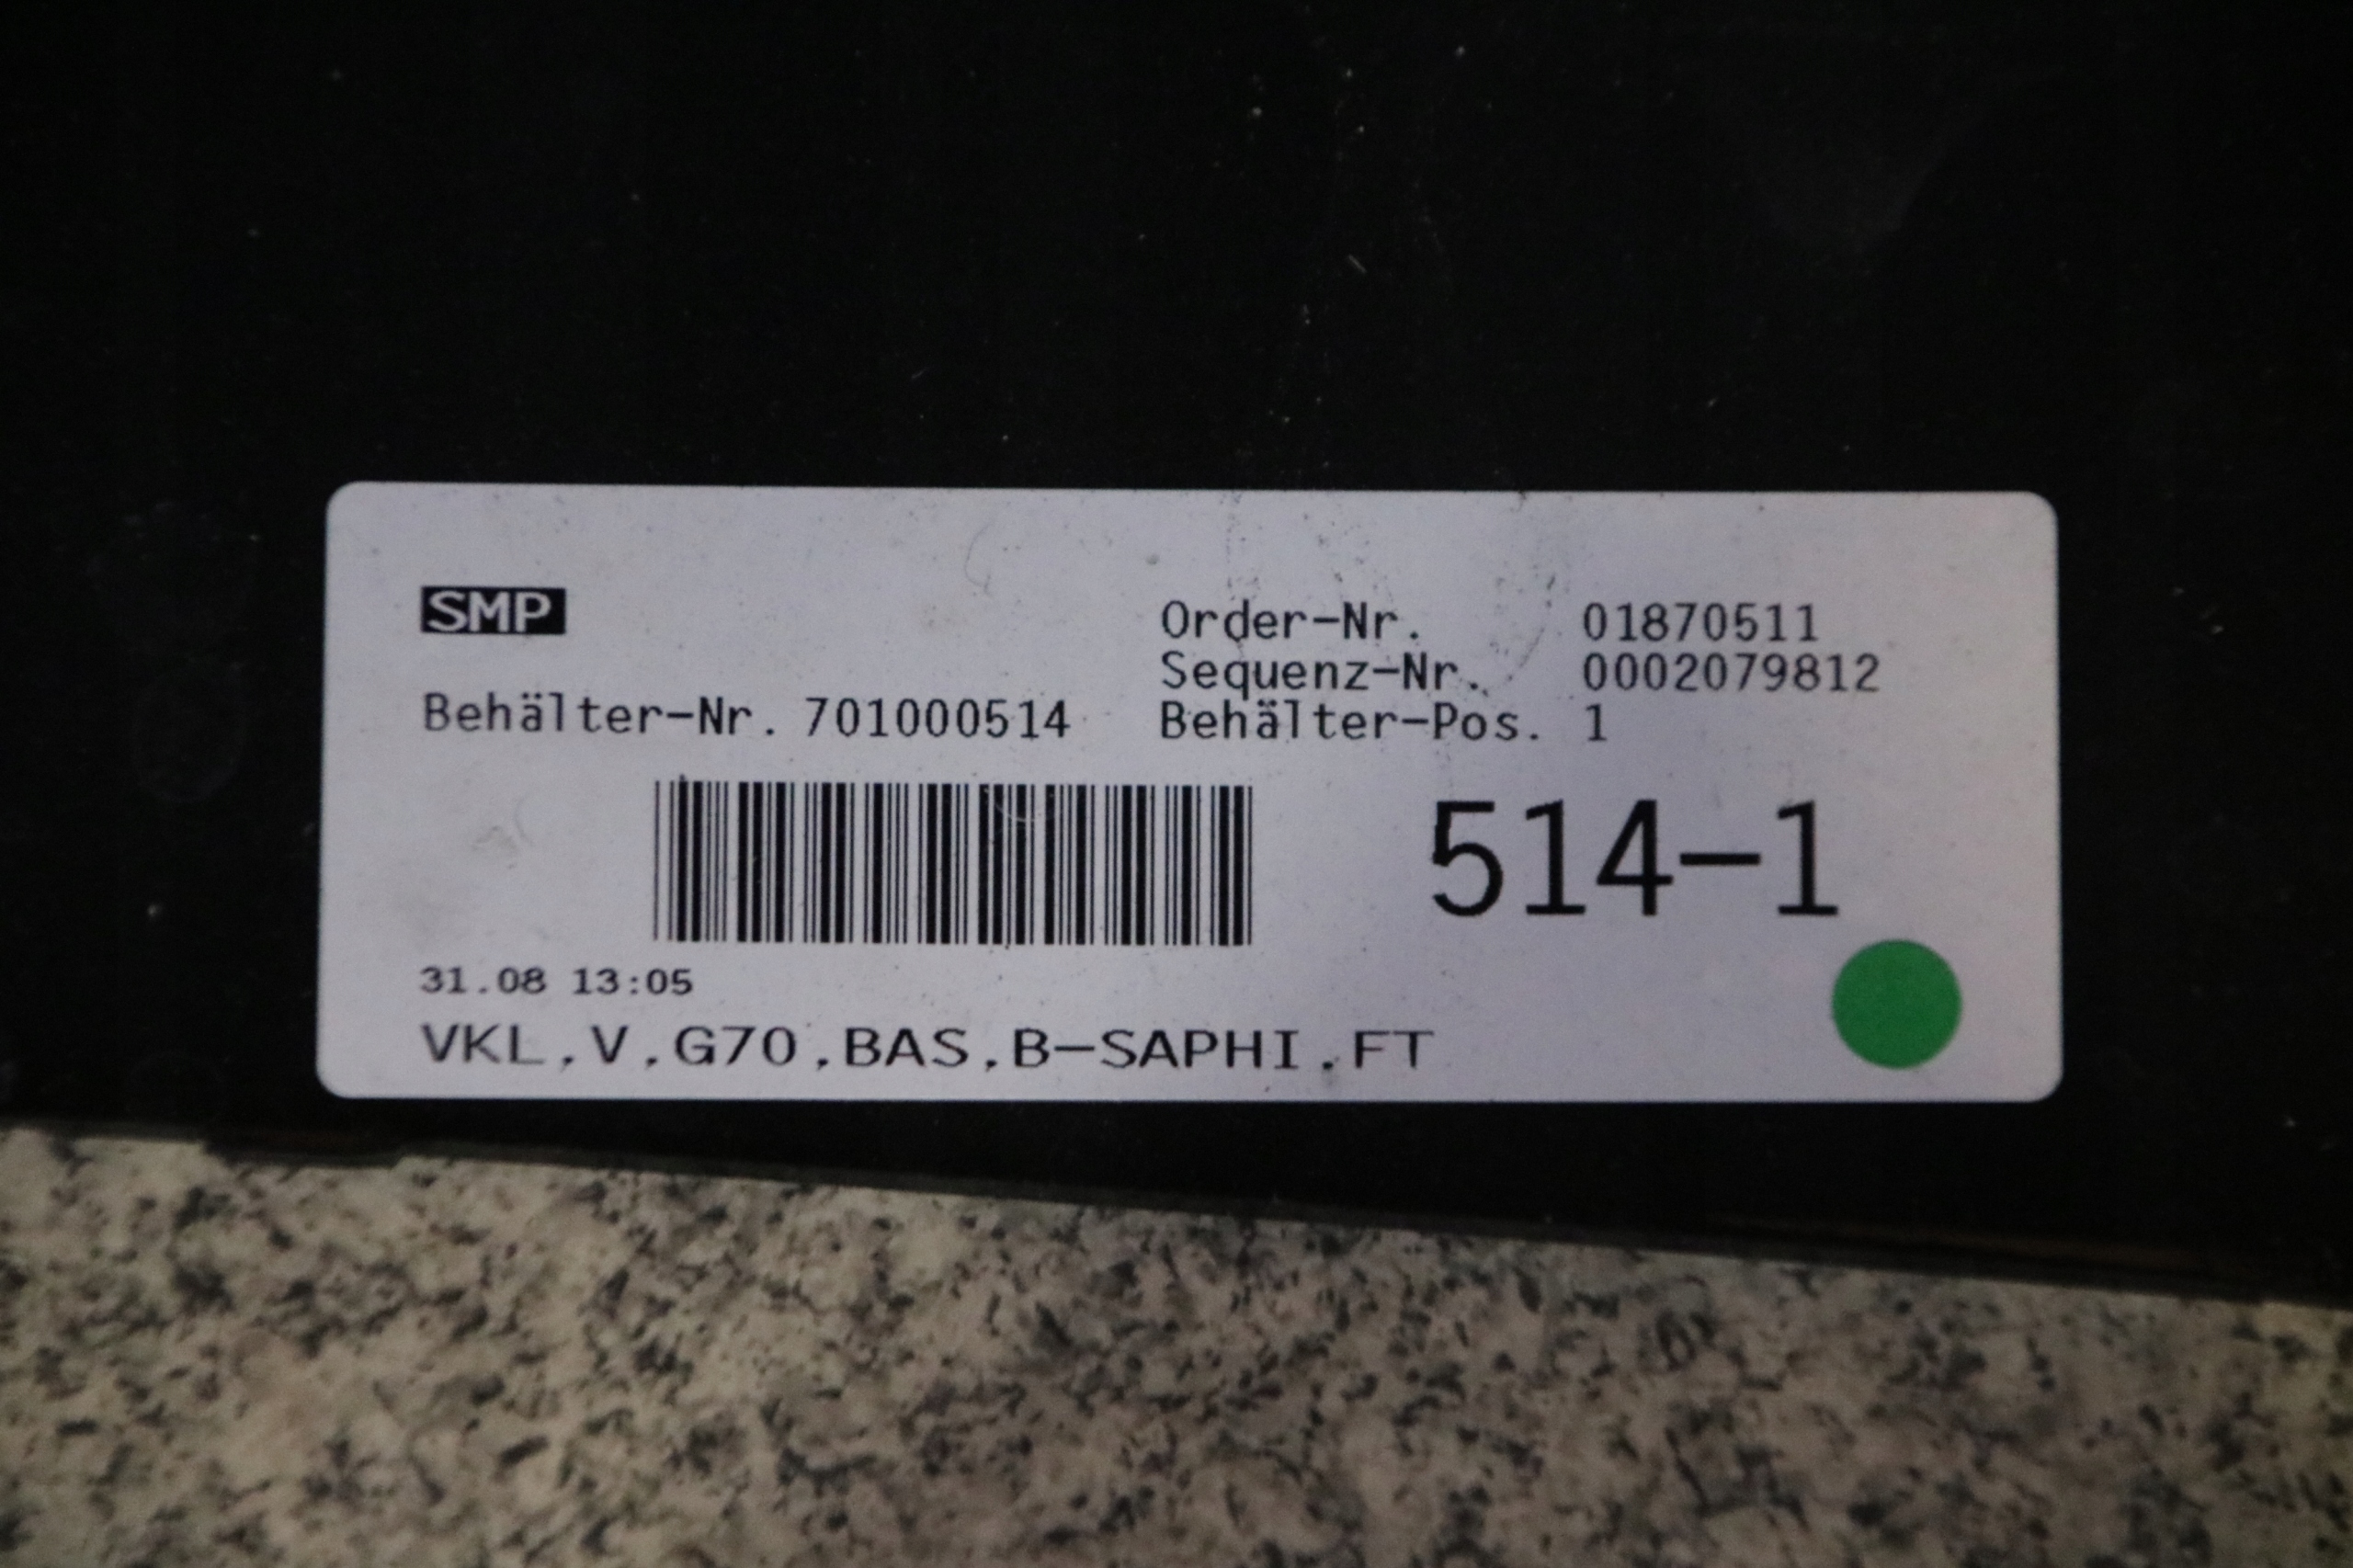 SMP
Order-Nr. 01870511
Sequenz-Nr. 0002079812
Behälter-Nr. 701000514 Behälter-Pos. 1
514-1
31.08 13:05
VKL,V,G70,BAS,B-SAPHI,FT